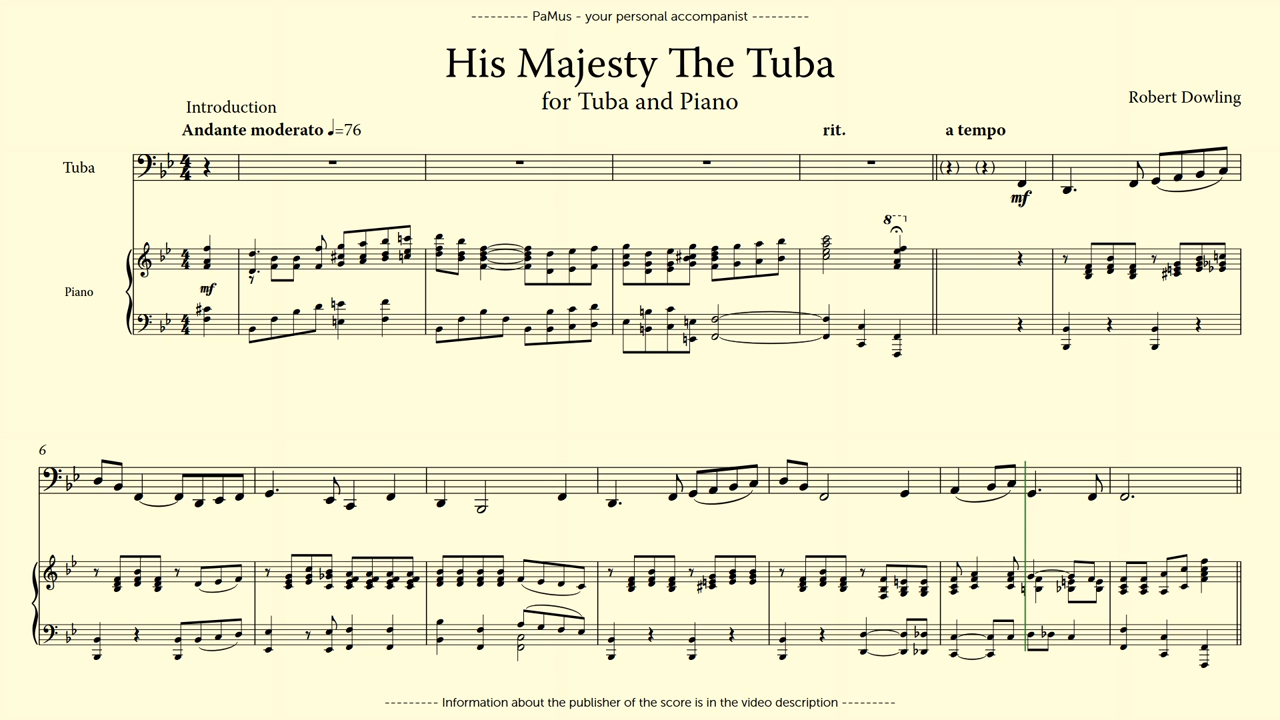 --------- PaMus - your personal accompanist ---------
His Majesty The Tuba
for Tuba and Piano
Robert Dowling
Introduction
Andante moderato ♩=76
rit.
a tempo
Tuba
mf
8
Piano
mf
6
--------- Information about the publisher of the score is in the video description ---------